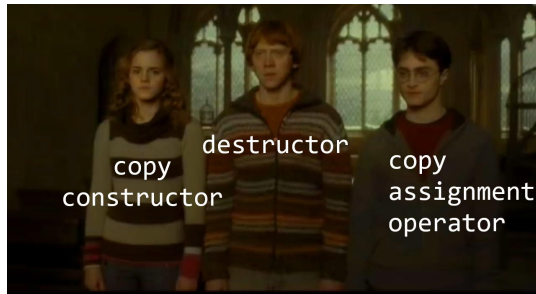 copy
constructor
destructor
copy
assignment
operator